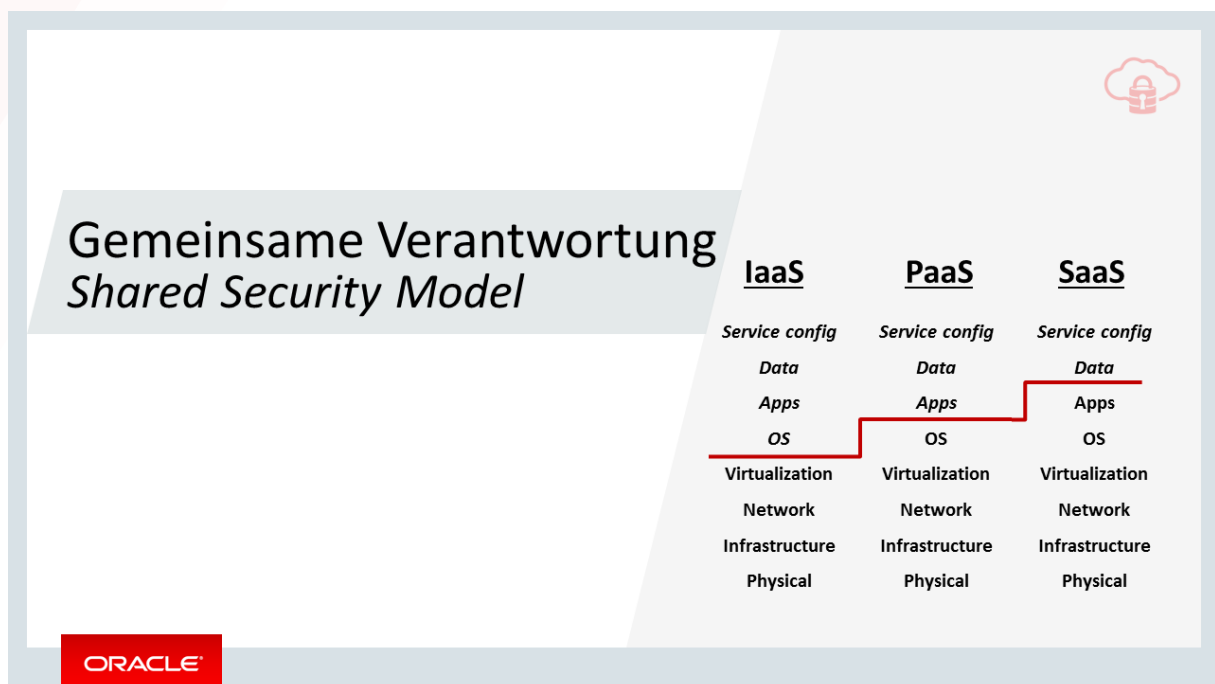 Gemeinsame Verantwortung
Shared Security Model
IaaS PaaS SaaS
Service config Service config Service config
Data Data Data
Apps Apps Apps
OS OS OS
Virtualization Virtualization Virtualization
Network Network Network
Infrastructure Infrastructure Infrastructure
Physical Physical Physical
ORACLE